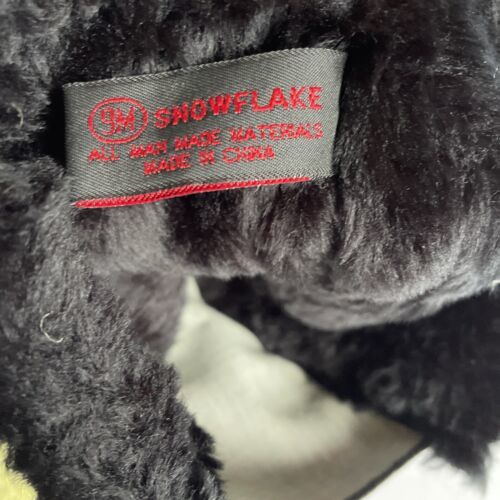 SNOWFLAKE
ALL MAN MADE MATERIALS
MADE IN CHINA